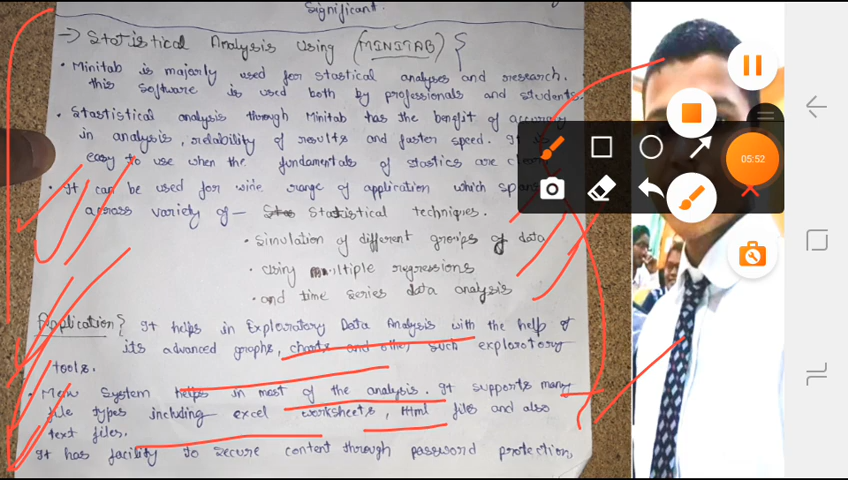 Significant.
→ Statistical Analysis Using (MINITAB) {
• Minitab is majorly used for stastical analyses and research.
this software is used both by professionals and students.
• Stastistical analysis through Minitab has the benifit of accuracy
in analysis, relability of results and faster speed. It is
easy to use when the fundamentals of stastics are clear
• It can be used for wide range of application which spans
across variety of - Statistical techniques.
• simulation of different groups of data
• using multiple regressions
• and time series data analysis
Application { It helps in Exploratory Data Analysis with the help of
its advanced graphs, charts and other such explorotory
tools.
• Menu System helps in most of the analysis. It supports many
file types including excel worksheets, Html files and also
text files.
It has facility to secure content through password protection,
05:52